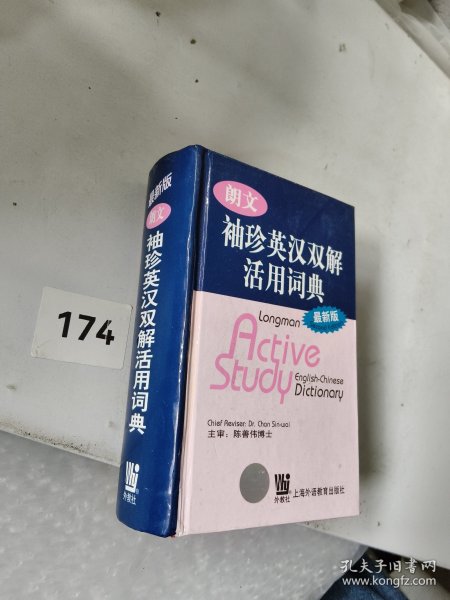 174
最新版
朗文
袖珍英汉双解活用词典
外教社
朗文
袖珍英汉双解
活用词典
最新版
Longman
Active
Study
English-Chinese
Dictionary
Chief Reviser: Dr. Chan Sin-wai
主审：陈善伟博士
外教社
上海外语教育出版社
孔夫子旧书网
www.kongfz.com